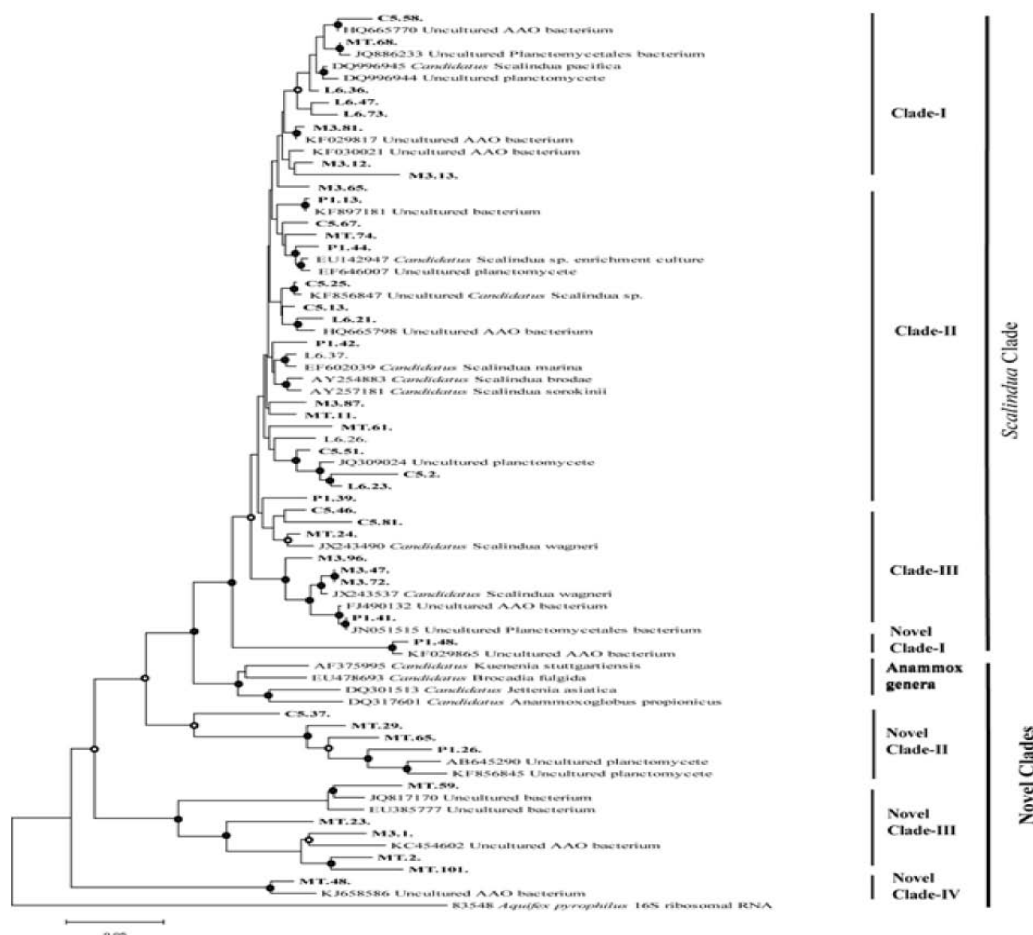 C5.58.
HQ665770 Uncultured AAO bacterium
MT.68.
JQ886233 Uncultured Planctomycetales bacterium
DQ996945 Candidatus Scalindua pacifica
DQ996944 Uncultured planctomycete
L6.36.
L6.47.
L6.73.
M3.81.
KF029817 Uncultured AAO bacterium
KF030021 Uncultured AAO bacterium
M3.12.
M3.13.
Clade-I
M3.65.
P1.13.
KF897181 Uncultured bacterium
C5.67.
MT.74.
P1.44.
EU142947 Candidatus Scalindua sp. enrichment culture
EF646007 Uncultured planctomycete
C5.25.
KF856847 Uncultured Candidatus Scalindua sp.
C5.13.
L6.21.
HQ665798 Uncultured AAO bacterium
P1.42.
L6.37.
EF602039 Candidatus Scalindua marina
AY254883 Candidatus Scalindua brodae
AY257181 Candidatus Scalindua sorokinii
M3.87.
MT.11.
MT.61.
L6.26.
C5.51.
JQ309024 Uncultured planctomycete
C5.2.
L6.23.
P1.39.
Clade-II
C5.46.
C5.81.
MT.24.
JX243490 Candidatus Scalindua wagneri
M3.96.
M3.47.
M3.72.
JX243537 Candidatus Scalindua wagneri
FJ490132 Uncultured AAO bacterium
P1.41.
JN051515 Uncultured Planctomycetales bacterium
Clade-III
P1.48.
KF029865 Uncultured AAO bacterium
Novel
Clade-I
Scalindua Clade
AF375995 Candidatus Kuenenia stuttgartiensis
EU478693 Candidatus Brocadia fulgida
DQ301513 Candidatus Jettenia asiatica
DQ317601 Candidatus Anammoxoglobus propionicus
Anammox
genera
C5.37.
MT.29.
MT.65.
P1.26.
AB645290 Uncultured planctomycete
KF856845 Uncultured planctomycete
Novel
Clade-II
MT.59.
JQ817170 Uncultured bacterium
EU385777 Uncultured bacterium
MT.23.
M3.1.
KC454602 Uncultured AAO bacterium
MT.2.
MT.101.
Novel
Clade-III
MT.48.
KJ658586 Uncultured AAO bacterium
Novel
Clade-IV
Novel Clades
83548 Aquifex pyrophilus 16S ribosomal RNA